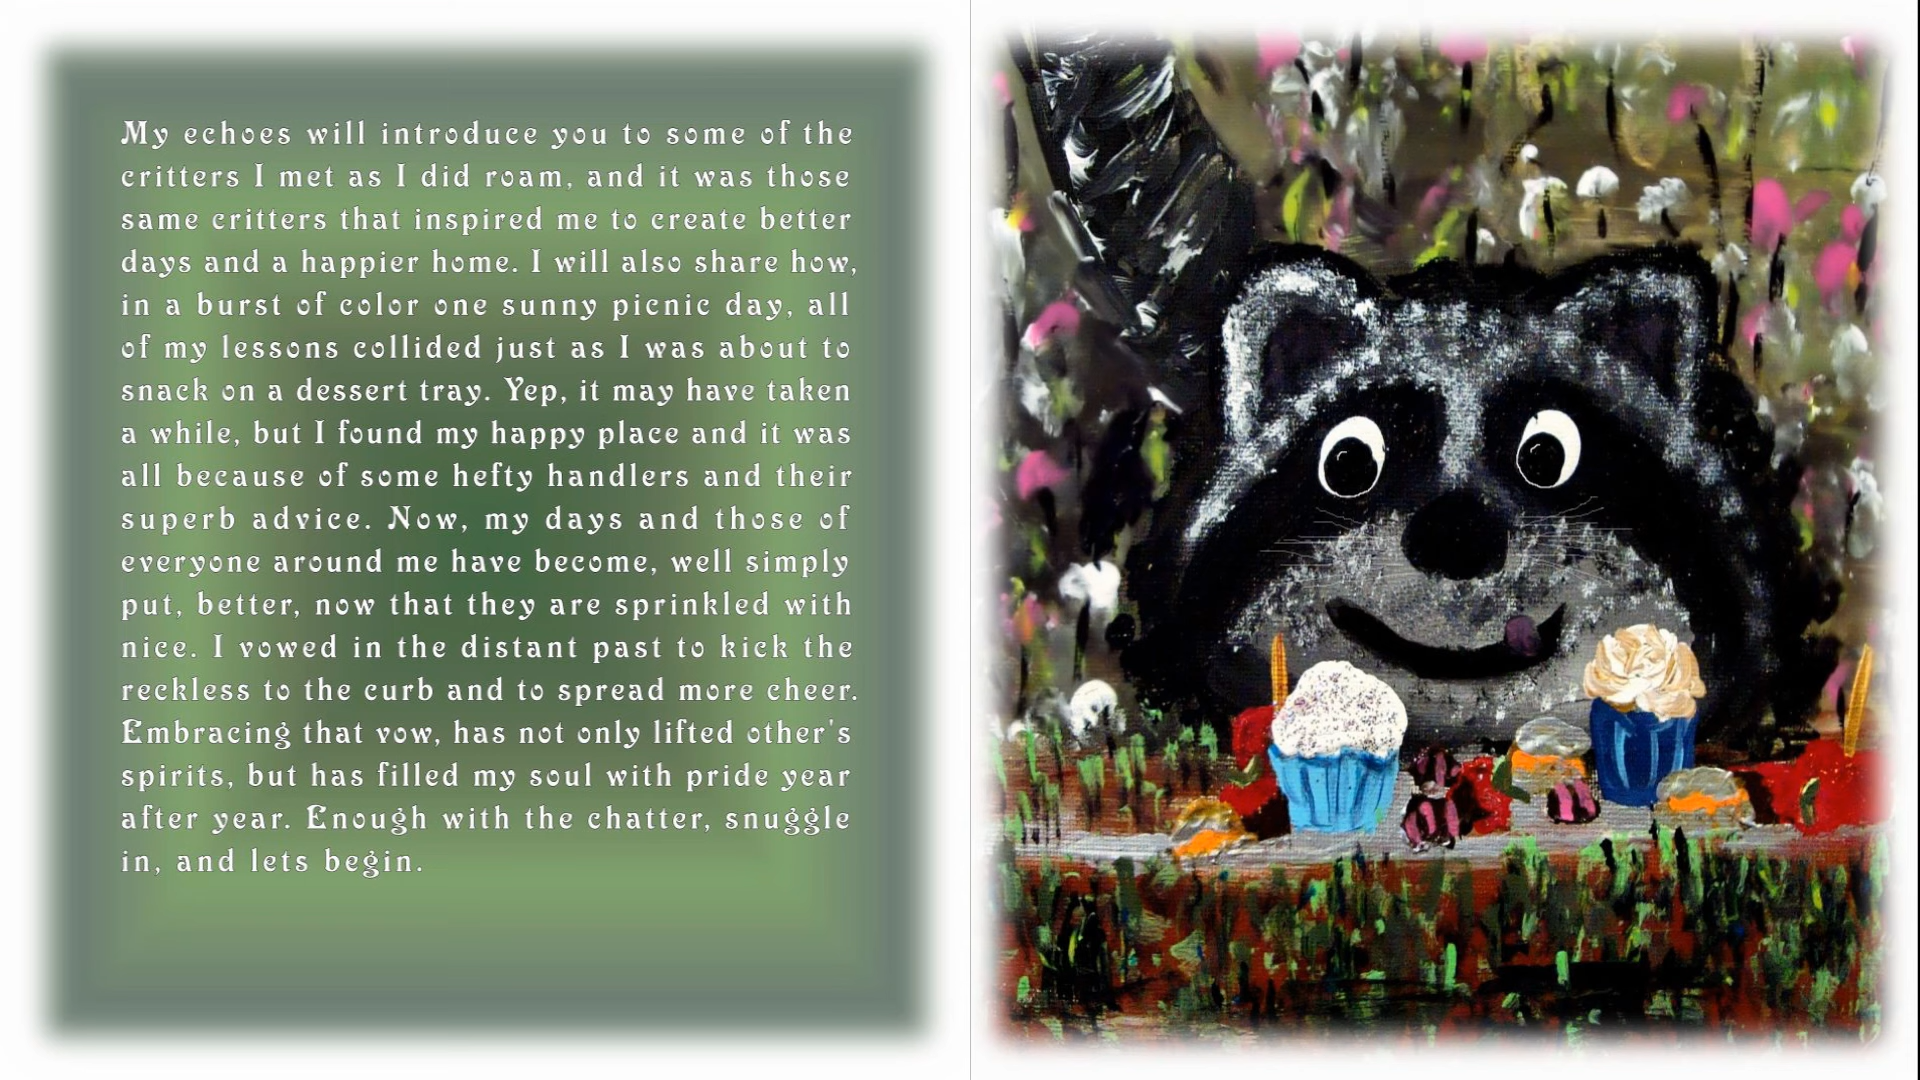 My echoes will introduce you to some of the
critters I met as I did roam, and it was those
same critters that inspired me to create better
days and a happier home. I will also share how,
in a burst of color one sunny picnic day, all
of my lessons collided just as I was about to
snack on a dessert tray. Yep, it may have taken
a while, but I found my happy place and it was
all because of some hefty handlers and their
superb advice. Now, my days and those of
everyone around me have become, well simply
put, better, now that they are sprinkled with
nice. I vowed in the distant past to kick the
reckless to the curb and to spread more cheer.
Embracing that vow, has not only lifted other's
spirits, but has filled my soul with pride year
after year. Enough with the chatter, snuggle
in, and lets begin.